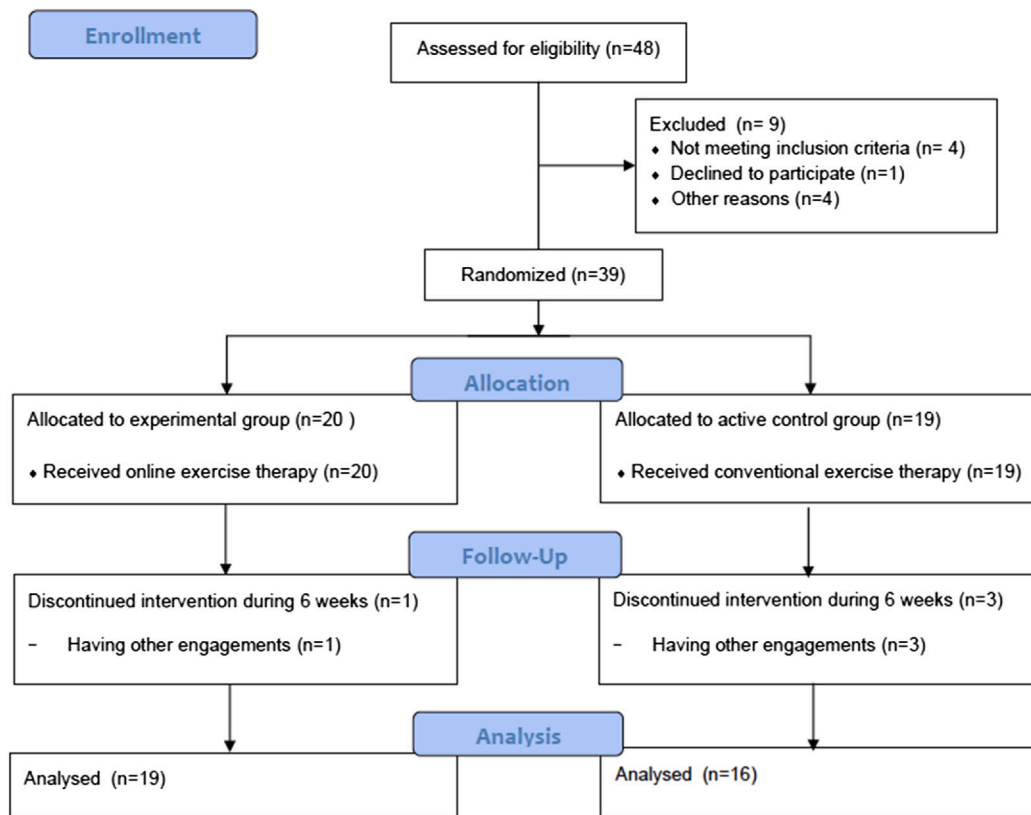 Enrollment
Assessed for eligibility (n=48)
Excluded (n= 9)
♦ Not meeting inclusion criteria (n= 4)
♦ Declined to participate (n=1)
♦ Other reasons (n=4)
Randomized (n=39)
Allocation
Allocated to experimental group (n=20 )
♦ Received online exercise therapy (n=20)
Allocated to active control group (n=19)
♦ Received conventional exercise therapy (n=19)
Follow-Up
Discontinued intervention during 6 weeks (n=1)
− Having other engagements (n=1)
Discontinued intervention during 6 weeks (n=3)
− Having other engagements (n=3)
Analysis
Analysed (n=19)
Analysed (n=16)